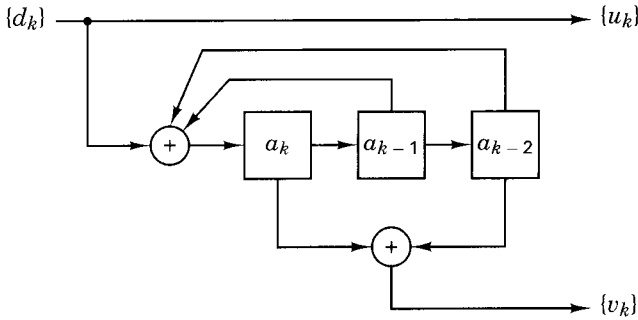 {d_k} {u_k}
+ a_k a_{k-1} a_{k-2}
+
{v_k}